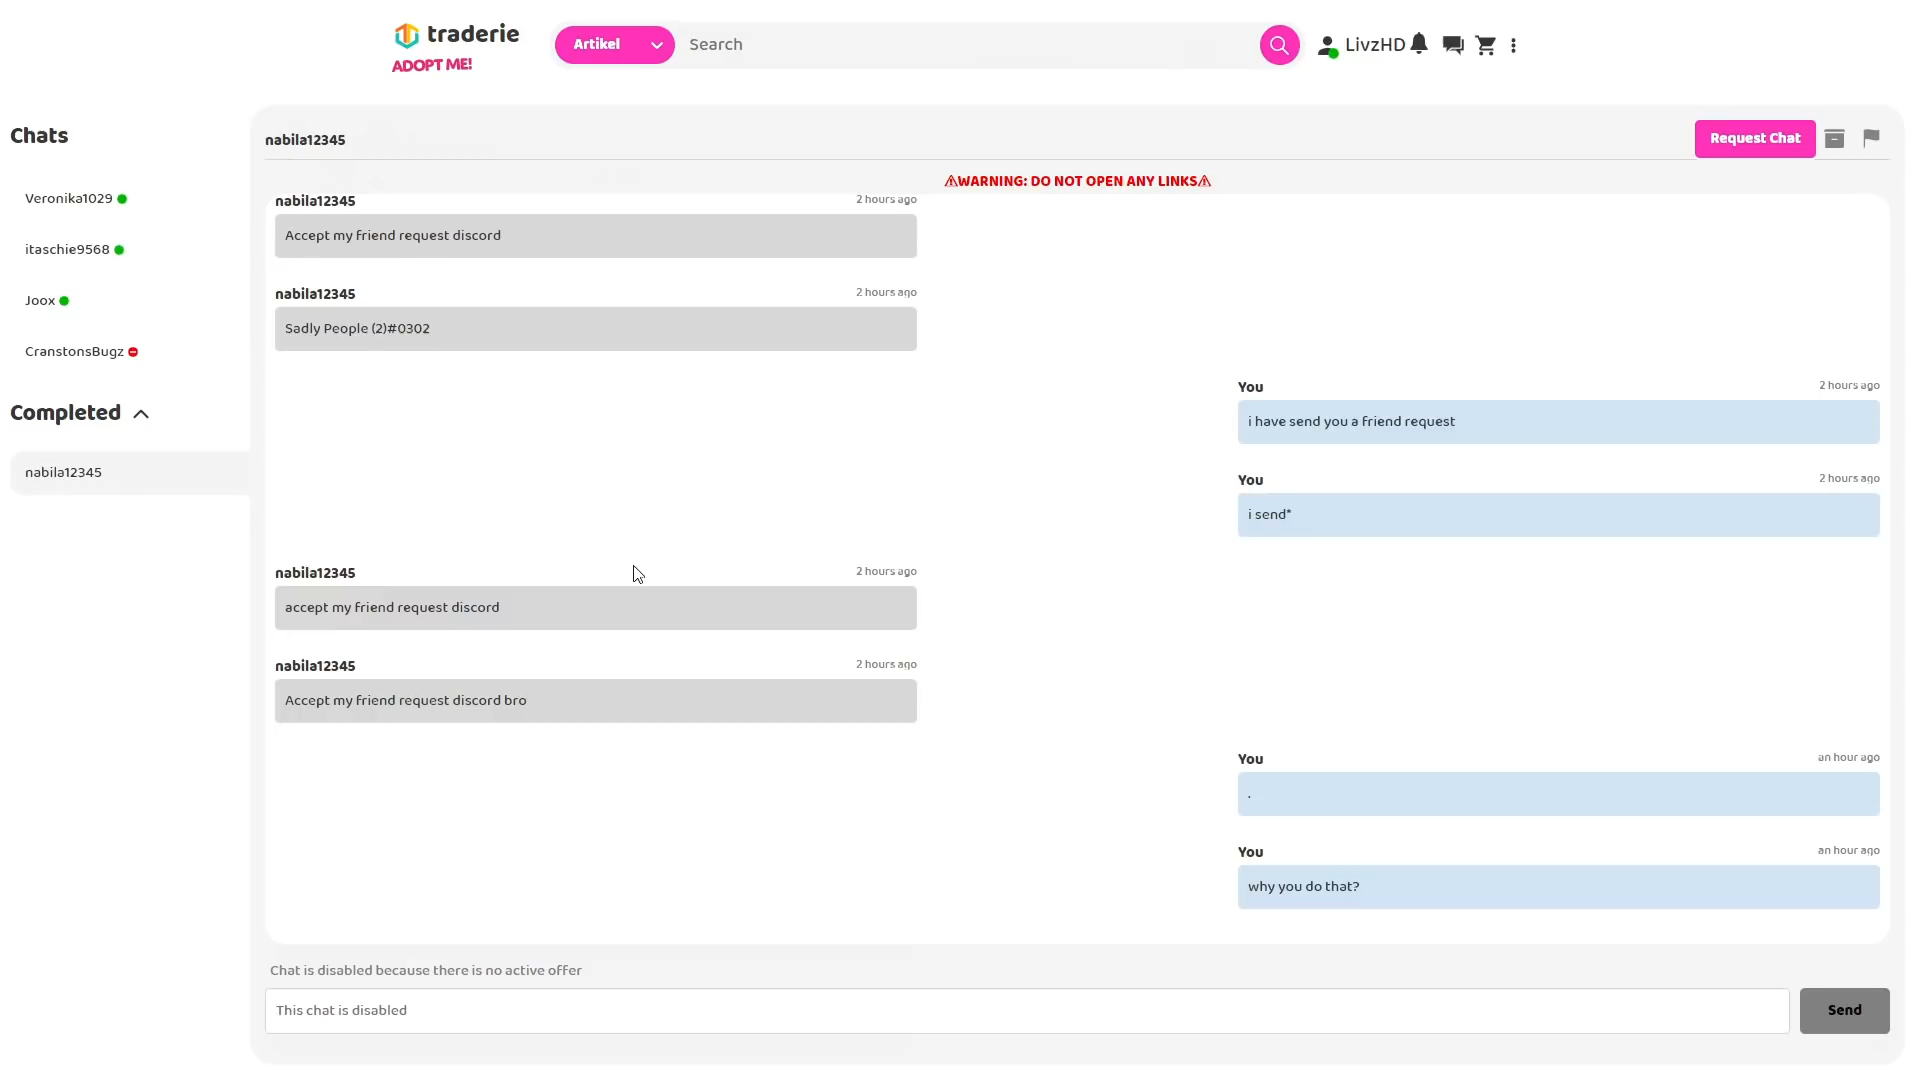 traderie
ADOPT ME!
Artikel
Search
LivzHD
Chats
Veronika1029
itaschie9568
Joox
CranstonsBugz
Completed
nabila12345
nabila12345
Request Chat
⚠WARNING: DO NOT OPEN ANY LINKS⚠
nabila12345
2 hours ago
Accept my friend request discord
nabila12345
2 hours ago
Sadly People (2)#0302
You
2 hours ago
i have send you a friend request
You
2 hours ago
i send*
nabila12345
2 hours ago
accept my friend request discord
nabila12345
2 hours ago
Accept my friend request discord bro
You
an hour ago
.
You
an hour ago
why you do that?
Chat is disabled because there is no active offer
This chat is disabled
Send